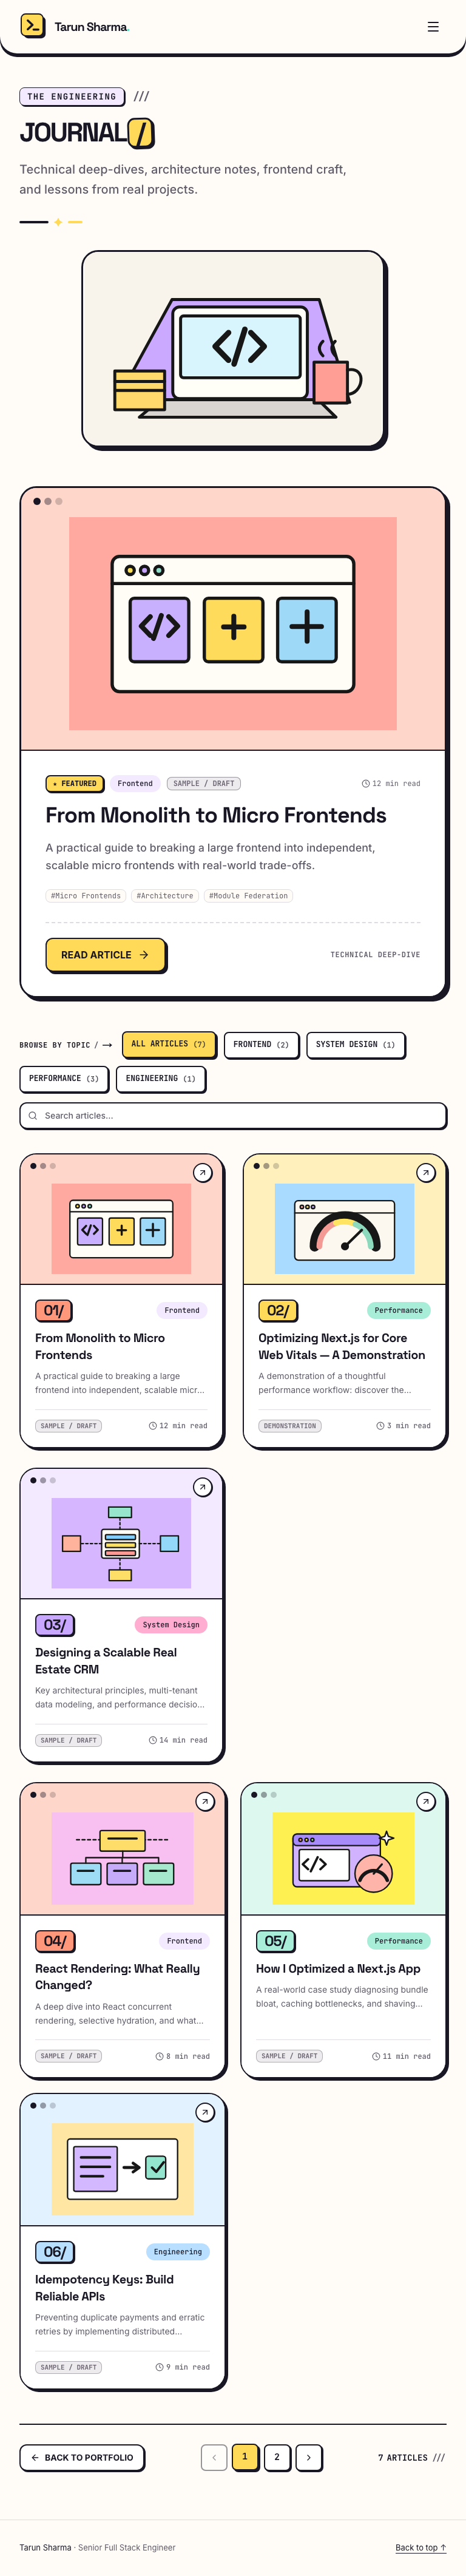 Tarun Sharma.
THE ENGINEERING ///
JOURNAL/
Technical deep-dives, architecture notes, frontend craft,
and lessons from real projects.
</>
</>
★ FEATURED Frontend SAMPLE / DRAFT 12 min read
From Monolith to Micro Frontends
A practical guide to breaking a large frontend into independent,
scalable micro frontends with real-world trade-offs.
#Micro Frontends #Architecture #Module Federation
READ ARTICLE → TECHNICAL DEEP-DIVE
BROWSE BY TOPIC / → ALL ARTICLES (7) FRONTEND (2) SYSTEM DESIGN (1)
PERFORMANCE (3) ENGINEERING (1)
Search articles...
</>
01/ Frontend
From Monolith to Micro
Frontends
A practical guide to breaking a large
frontend into independent, scalable micr...
SAMPLE / DRAFT 12 min read
02/ Performance
Optimizing Next.js for Core
Web Vitals — A Demonstration
A demonstration of a thoughtful
performance workflow: discover the...
DEMONSTRATION 3 min read
03/ System Design
Designing a Scalable Real
Estate CRM
Key architectural principles, multi-tenant
data modeling, and performance decisio...
SAMPLE / DRAFT 14 min read
04/ Frontend
React Rendering: What Really
Changed?
A deep dive into React concurrent
rendering, selective hydration, and what...
SAMPLE / DRAFT 8 min read
</>
05/ Performance
How I Optimized a Next.js App
A real-world case study diagnosing bundle
bloat, caching bottlenecks, and shaving...
SAMPLE / DRAFT 11 min read
06/ Engineering
Idempotency Keys: Build
Reliable APIs
Preventing duplicate payments and erratic
retries by implementing distributed...
SAMPLE / DRAFT 9 min read
← BACK TO PORTFOLIO ‹ 1 2 › 7 ARTICLES ///
Tarun Sharma · Senior Full Stack Engineer Back to top ↑